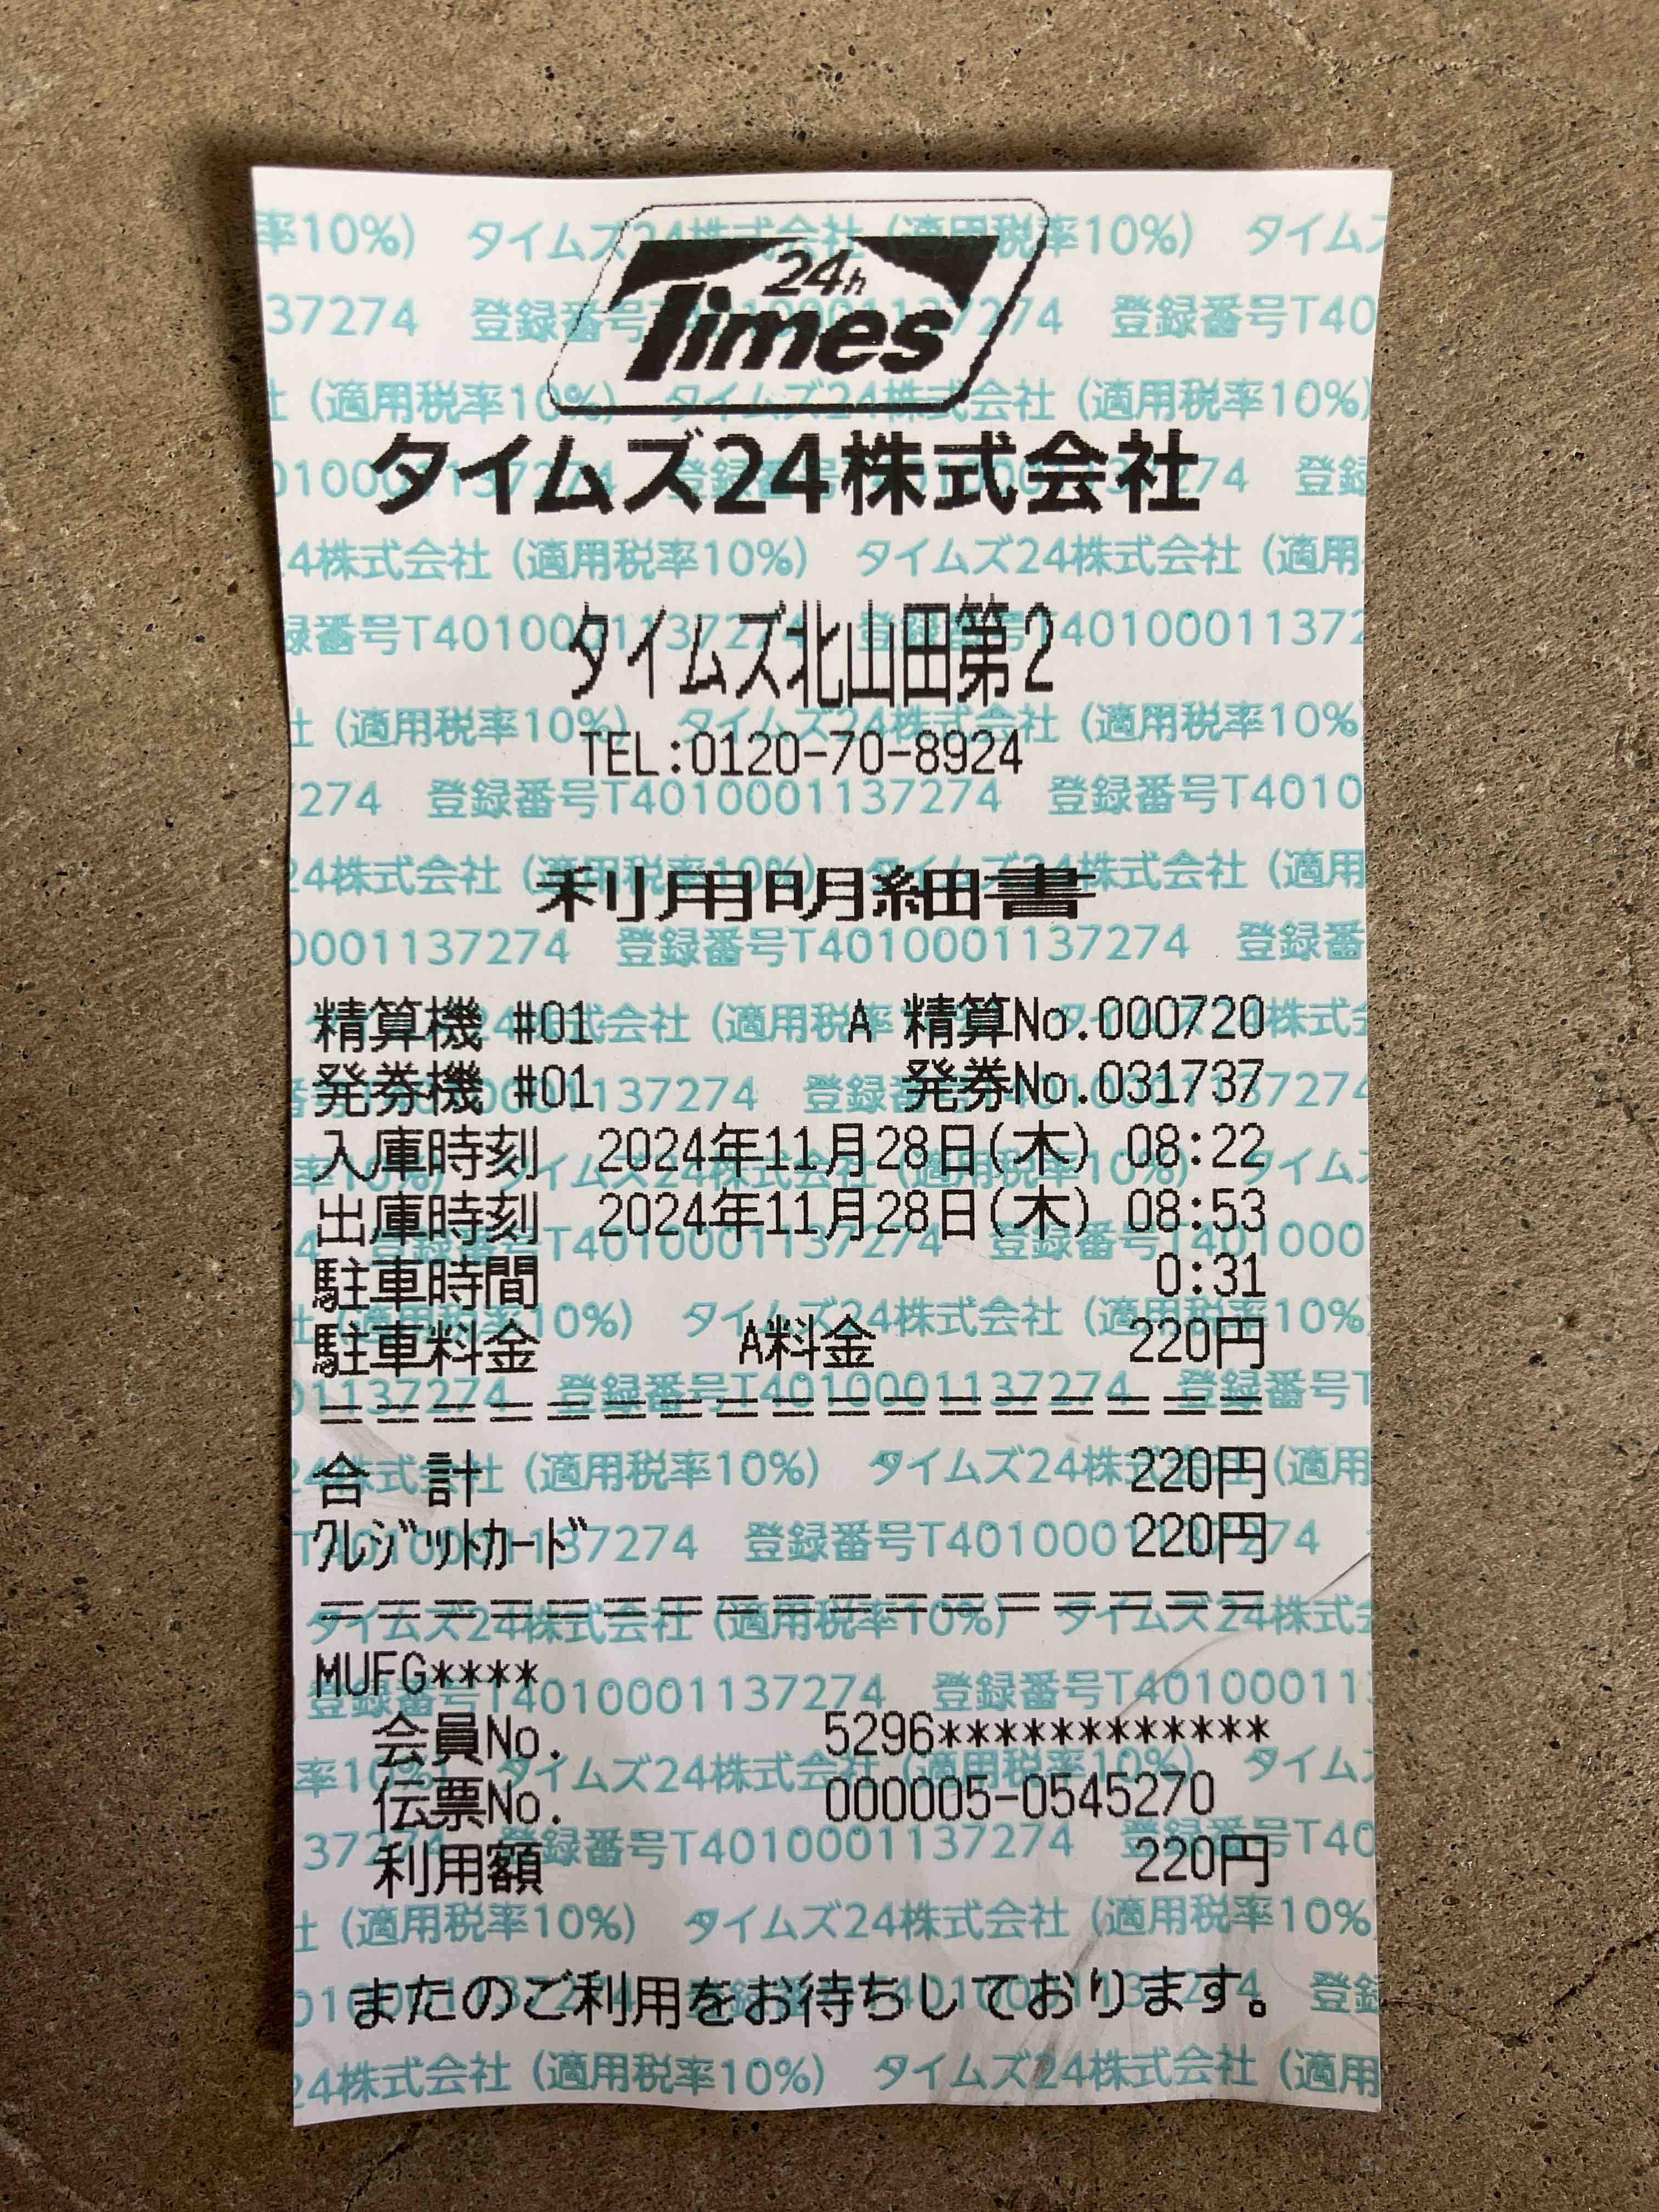 24h
Times
タイムズ24株式会社
タイムズ北山田第2
TEL:0120-70-8924
利用明細書
精算機 #01 A 精算No.000720
発券機 #01 発券No.031737
入庫時刻 2024年11月28日(木) 08:22
出庫時刻 2024年11月28日(木) 08:53
駐車時間 0:31
駐車料金 A料金 220円
合 計 220円
クレジットカード 220円
MUFG****
会員No. 5296************
伝票No. 000005-0545270
利用額 220円
またのご利用をお待ちしております。
タイムズ24株式会社 (適用税率10%)
登録番号T4010001137274